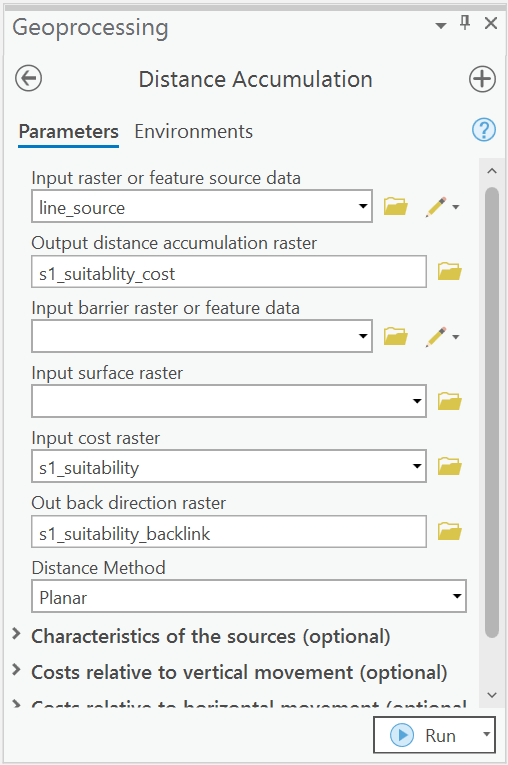 Geoprocessing
Distance Accumulation
Parameters Environments
Input raster or feature source data
line_source
Output distance accumulation raster
s1_suitablity_cost
Input barrier raster or feature data
Input surface raster
Input cost raster
s1_suitability
Out back direction raster
s1_suitability_backlink
Distance Method
Planar
Characteristics of the sources (optional)
Costs relative to vertical movement (optional)
Costs relative to horizontal movement (optional
Run